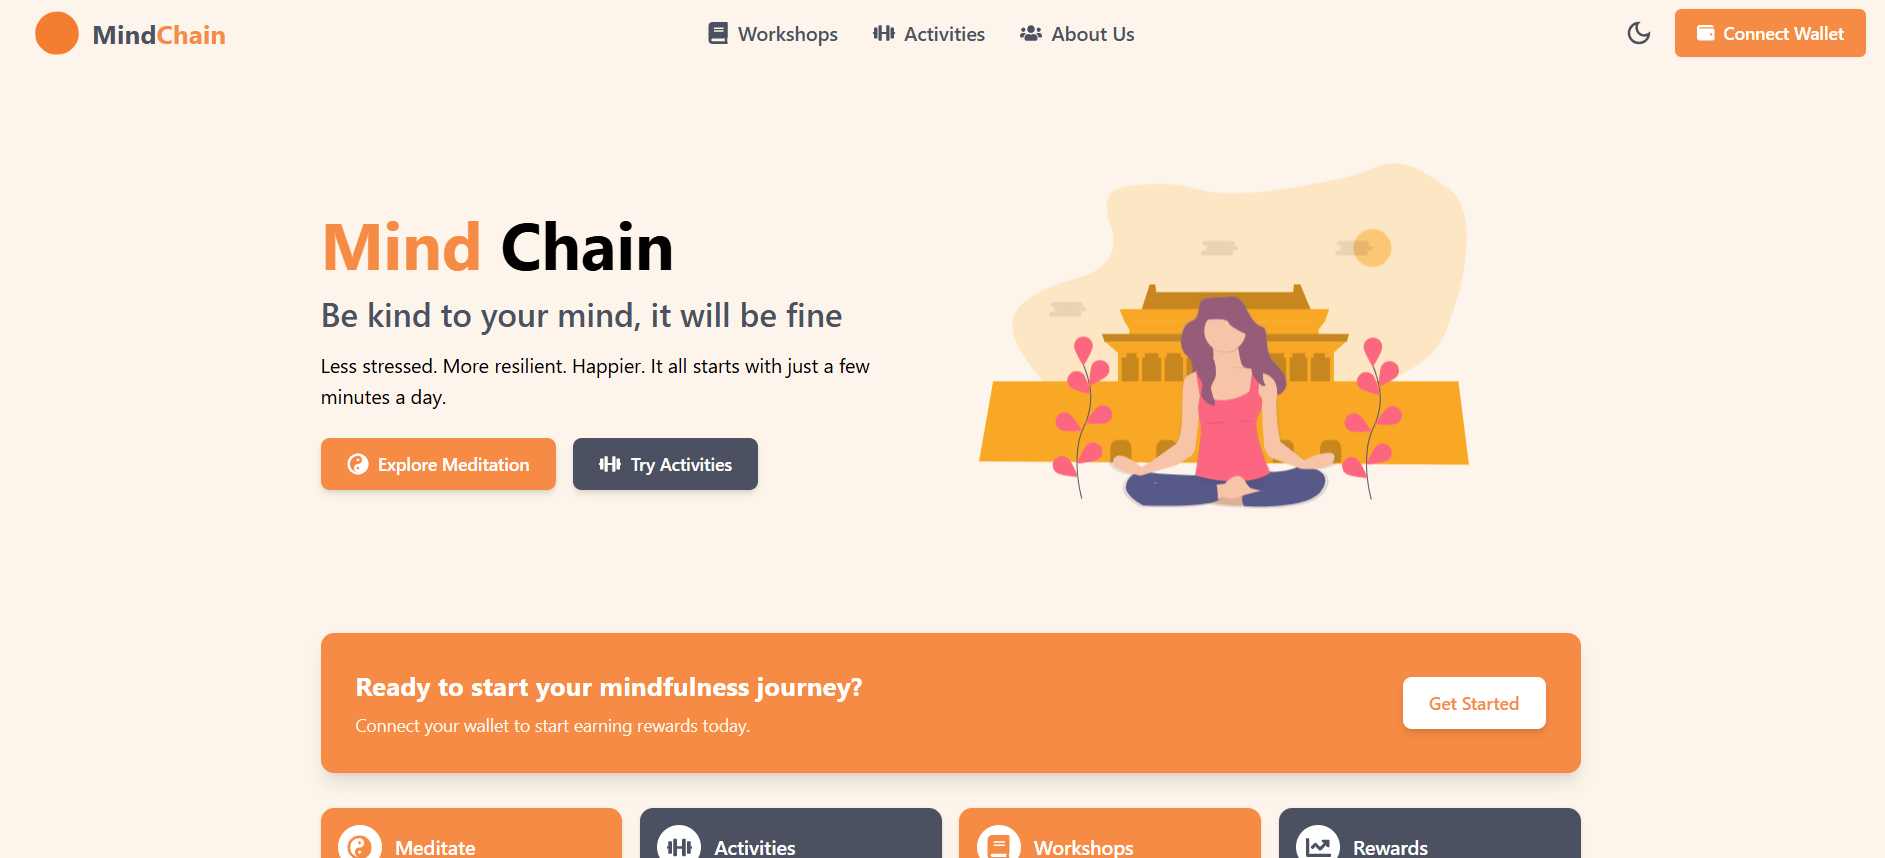 MindChain
Workshops
Activities
About Us
Connect Wallet
Mind Chain
Be kind to your mind, it will be fine
Less stressed. More resilient. Happier. It all starts with just a few
minutes a day.
Explore Meditation
Try Activities
Ready to start your mindfulness journey?
Connect your wallet to start earning rewards today.
Get Started
Meditate
Activities
Workshops
Rewards